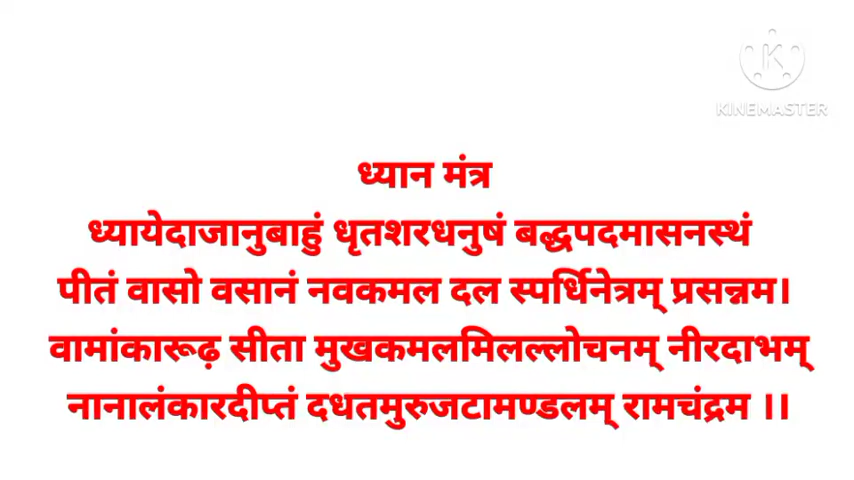 KINEMASTER
ध्यान मंत्र
ध्यायेदाजानुबाहुं धृतशरधनुषं बद्धपदमासनस्थं
पीतं वासो वसानं नवकमल दल स्पर्धिनेत्रम् प्रसन्नम।
वामांकारूढ़ सीता मुखकमलमिलल्लोचनम् नीरदाभम्
नानालंकारदीप्तं दधतमुरुजटामण्डलम् रामचंद्रम ।।